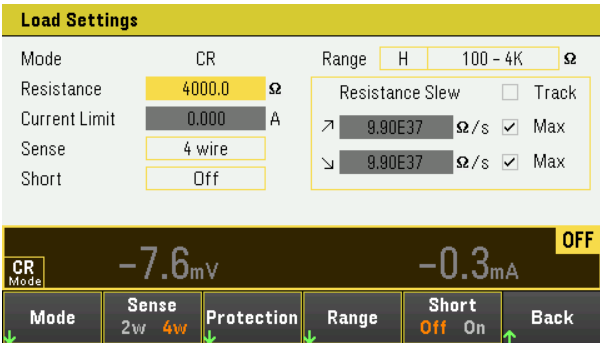 Load Settings
Mode CR Range H 100 - 4K Ω
Resistance 4000.0 Ω Resistance Slew Track
Current Limit 0.000 A ↗ 9.90E37 Ω/s ✓ Max
Sense 4 wire ↘ 9.90E37 Ω/s ✓ Max
Short Off
OFF
CR Mode -7.6mV -0.3mA
Mode Sense Protection Range Short Back
2w 4w Off On